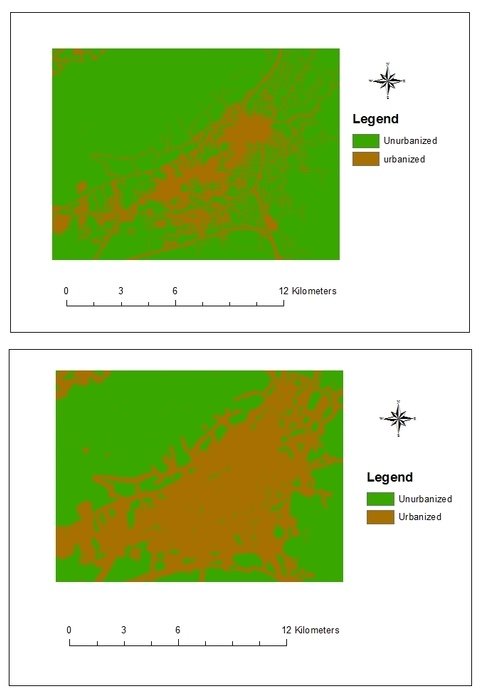 Legend
Unurbanized
urbanized
0 3 6 12 Kilometers
Legend
Unurbanized
Urbanized
0 3 6 12 Kilometers